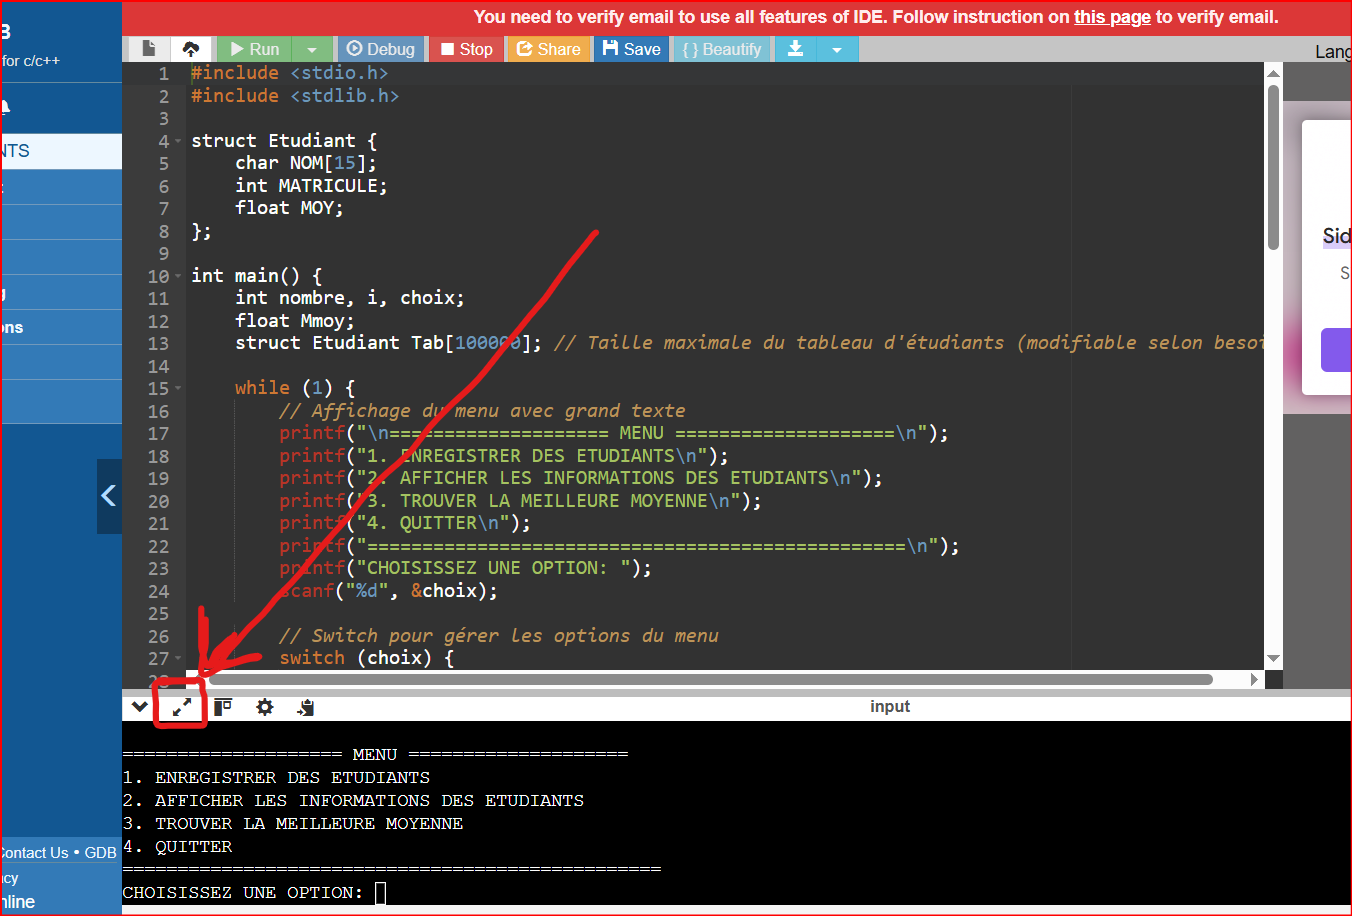 You need to verify email to use all features of IDE. Follow instruction on this page to verify email.
B
for c/c++
NTS
g
ons
Contact Us • GDB
cy
nline
Run Debug Stop Share Save { } Beautify
Lang
1 #include <stdio.h>
2 #include <stdlib.h>
3
4 struct Etudiant {
5 char NOM[15];
6 int MATRICULE;
7 float MOY;
8 };
9
10 int main() {
11 int nombre, i, choix;
12 float Mmoy;
13 struct Etudiant Tab[100000]; // Taille maximale du tableau d'étudiants (modifiable selon besoi
14
15 while (1) {
16 // Affichage du menu avec grand texte
17 printf("\n==================== MENU ====================\n");
18 printf("1. ENREGISTRER DES ETUDIANTS\n");
19 printf("2. AFFICHER LES INFORMATIONS DES ETUDIANTS\n");
20 printf("3. TROUVER LA MEILLEURE MOYENNE\n");
21 printf("4. QUITTER\n");
22 printf("=================================================\n");
23 printf("CHOISISSEZ UNE OPTION: ");
24 scanf("%d", &choix);
25
26 // Switch pour gérer les options du menu
27 switch (choix) {
28
Sid
S
input
==================== MENU ====================
1. ENREGISTRER DES ETUDIANTS
2. AFFICHER LES INFORMATIONS DES ETUDIANTS
3. TROUVER LA MEILLEURE MOYENNE
4. QUITTER
=================================================
CHOISISSEZ UNE OPTION: